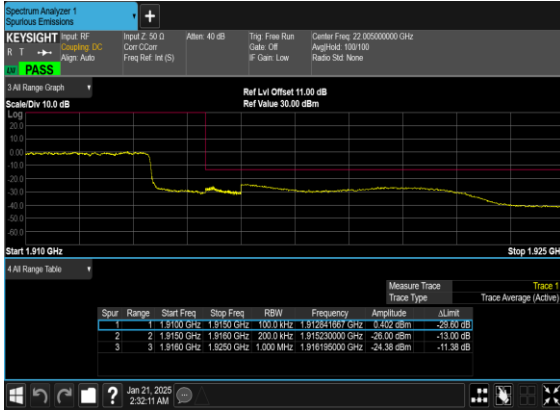 Spectrum Analyzer 1
Spurious Emissions
KEYSIGHT Input: RF Input Z: 50 Ω Atten: 40 dB Trig: Free Run Center Freq: 22.005000000 GHz
R T Coupling: DC Corr CCorr Gate: Off Avg|Hold: 100/100
Align: Auto Freq Ref: Int (S) IF Gain: Low Radio Std: None
PASS
3 All Range Graph
Ref Lvl Offset 11.00 dB
Scale/Div 10.0 dB Ref Value 30.00 dBm
Log
20.0
10.0
0.00
-10.0
-20.0
-30.0
-40.0
-50.0
-60.0
Start 1.910 GHz Stop 1.925 GH
4 All Range Table
Measure Trace Trace 1
Trace Type Trace Average (Active)
Spur Range Start Freq Stop Freq RBW Frequency Amplitude ΔLimit
1 1 1.9100 GHz 1.9150 GHz 100.0 kHz 1.912841667 GHz 0.402 dBm -29.60 dB
2 2 1.9150 GHz 1.9160 GHz 200.0 kHz 1.915230000 GHz -26.00 dBm -13.00 dB
3 3 1.9160 GHz 1.9250 GHz 1.000 MHz 1.916195000 GHz -24.38 dBm -11.38 dB
Jan 21, 2025
2:32:11 AM